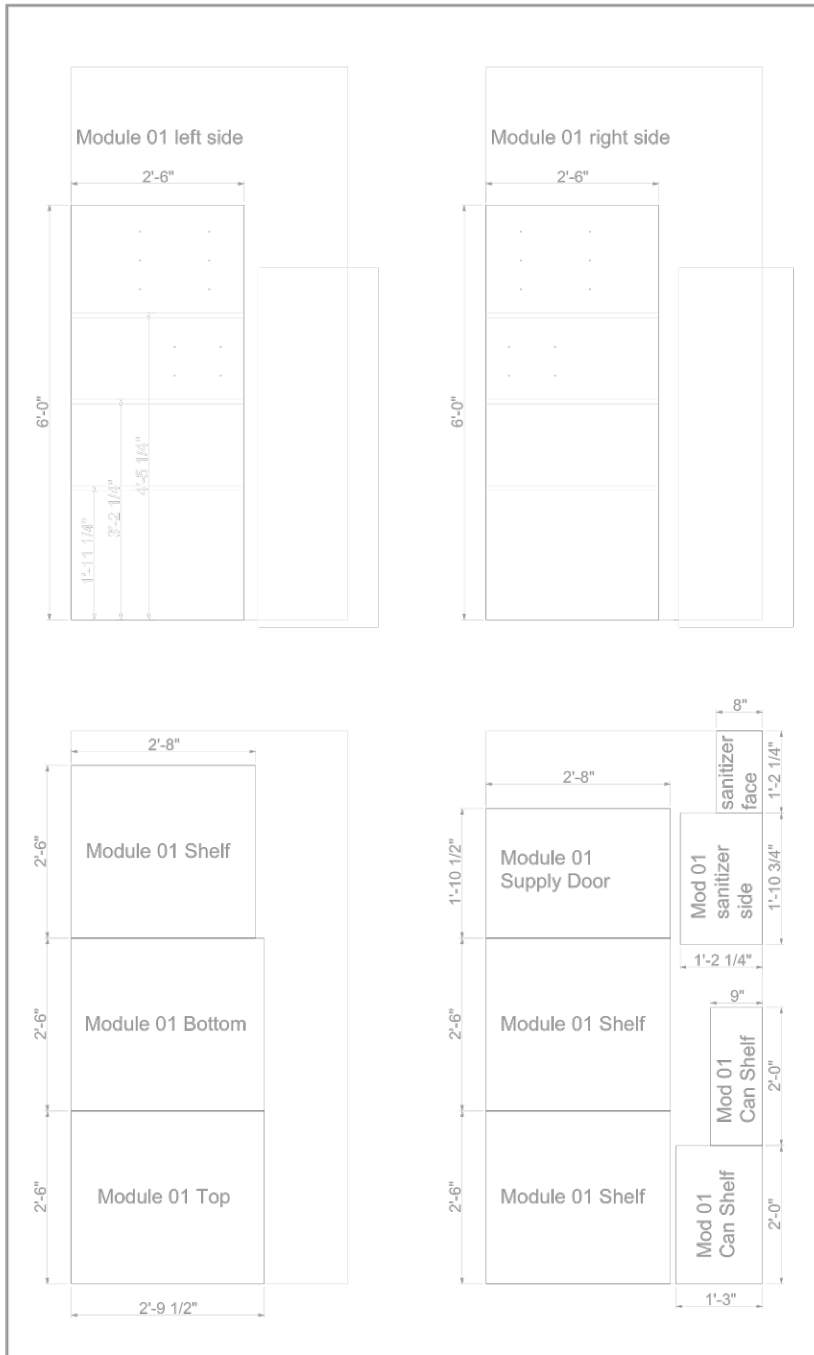 Module 01 left side
2'-6"
6'-0"
4'-5 1/4"
3'-2 1/4"
1'-11 1/4"
Module 01 right side
2'-6"
6'-0"
2'-8"
2'-6"
Module 01 Shelf
2'-6"
Module 01 Bottom
2'-6"
Module 01 Top
2'-9 1/2"
8"
sanitizer
face
1'-2 1/4"
2'-8"
1'-10 1/2"
Module 01
Supply Door
Mod 01
sanitizer
side
1'-10 3/4"
1'-2 1/4"
2'-6"
Module 01 Shelf
9"
Mod 01
Can Shelf
2'-0"
2'-6"
Module 01 Shelf
Mod 01
Can Shelf
2'-0"
1'-3"